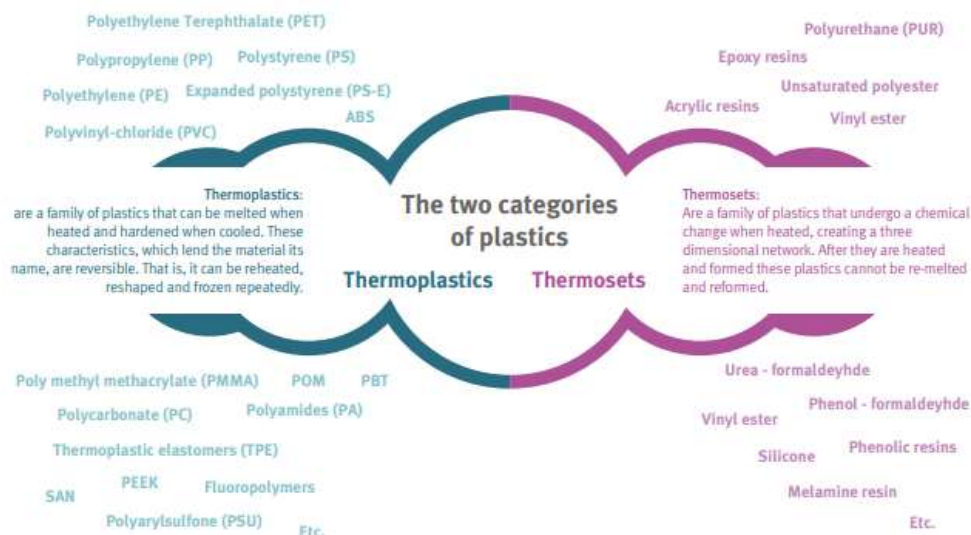 Polyethylene Terephthalate (PET)
Polypropylene (PP)
Polystyrene (PS)
Polyethylene (PE)
Expanded polystyrene (PS-E)
ABS
Polyvinyl-chloride (PVC)
Polyurethane (PUR)
Epoxy resins
Unsaturated polyester
Acrylic resins
Vinyl ester
Thermoplastics:
are a family of plastics that can be melted when
heated and hardened when cooled. These
characteristics, which lend the material its
name, are reversible. That is, it can be reheated,
reshaped and frozen repeatedly.
The two categories
of plastics
Thermoplastics
Thermosets
Thermosets:
Are a family of plastics that undergo a chemical
change when heated, creating a three
dimensional network. After they are heated
and formed these plastics cannot be re-melted
and reformed.
Poly methyl methacrylate (PMMA)
POM
PBT
Polycarbonate (PC)
Polyamides (PA)
Thermoplastic elastomers (TPE)
SAN
PEEK
Fluoropolymers
Polyarylsulfone (PSU)
Etc.
Urea - formaldeyhde
Phenol - formaldeyhde
Vinyl ester
Phenolic resins
Silicone
Melamine resin
Etc.